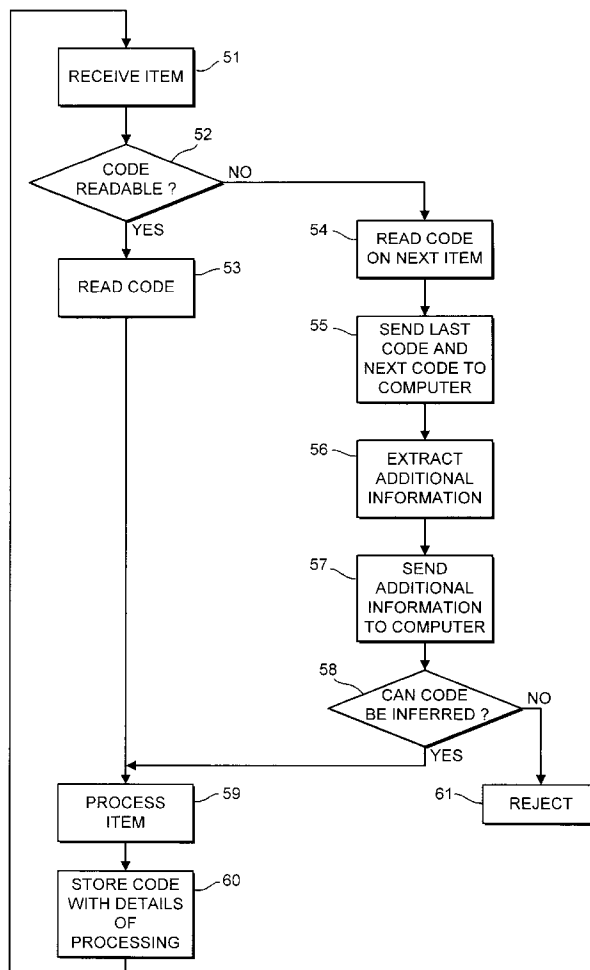 51
RECEIVE ITEM
52
CODE
READABLE ?
NO
YES
53
READ CODE
54
READ CODE
ON NEXT ITEM
55
SEND LAST
CODE AND
NEXT CODE TO
COMPUTER
56
EXTRACT
ADDITIONAL
INFORMATION
57
SEND
ADDITIONAL
INFORMATION
TO COMPUTER
58
CAN CODE
BE INFERRED ?
NO
YES
59
PROCESS
ITEM
61
REJECT
60
STORE CODE
WITH DETAILS
OF
PROCESSING